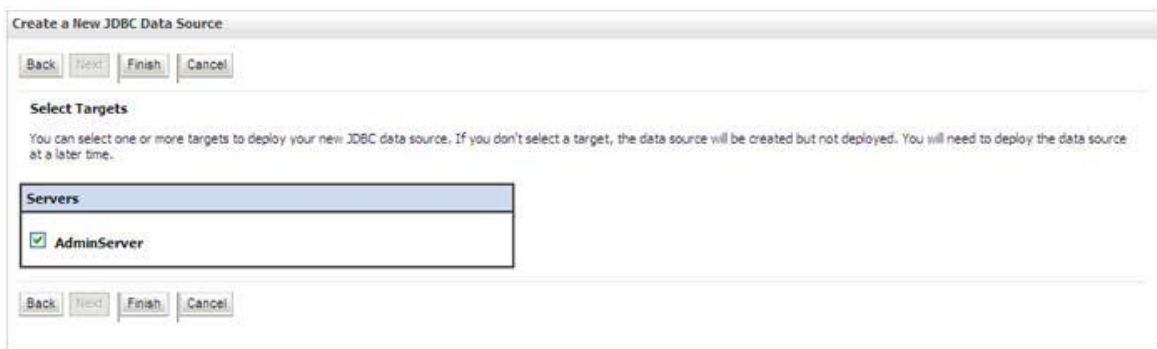 Create a New JDBC Data Source
Back Next Finish Cancel
Select Targets
You can select one or more targets to deploy your new JDBC data source. If you don't select a target, the data source will be created but not deployed. You will need to deploy the data source
at a later time.
Servers
AdminServer
Back Next Finish Cancel